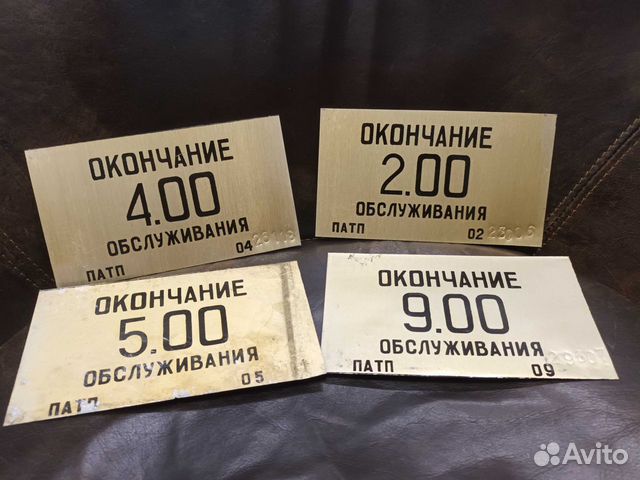 ОКОНЧАНИЕ
4.00
ОБСЛУЖИВАНИЯ
ПАТП 04 26118
ОКОНЧАНИЕ
2.00
ОБСЛУЖИВАНИЯ
ПАТП 02
ОКОНЧАНИЕ
5.00
ОБСЛУЖИВАНИЯ
ПАТП 05
ОКОНЧАНИЕ
9.00
ОБСЛУЖИВАНИЯ
ПАТП 09
Avito